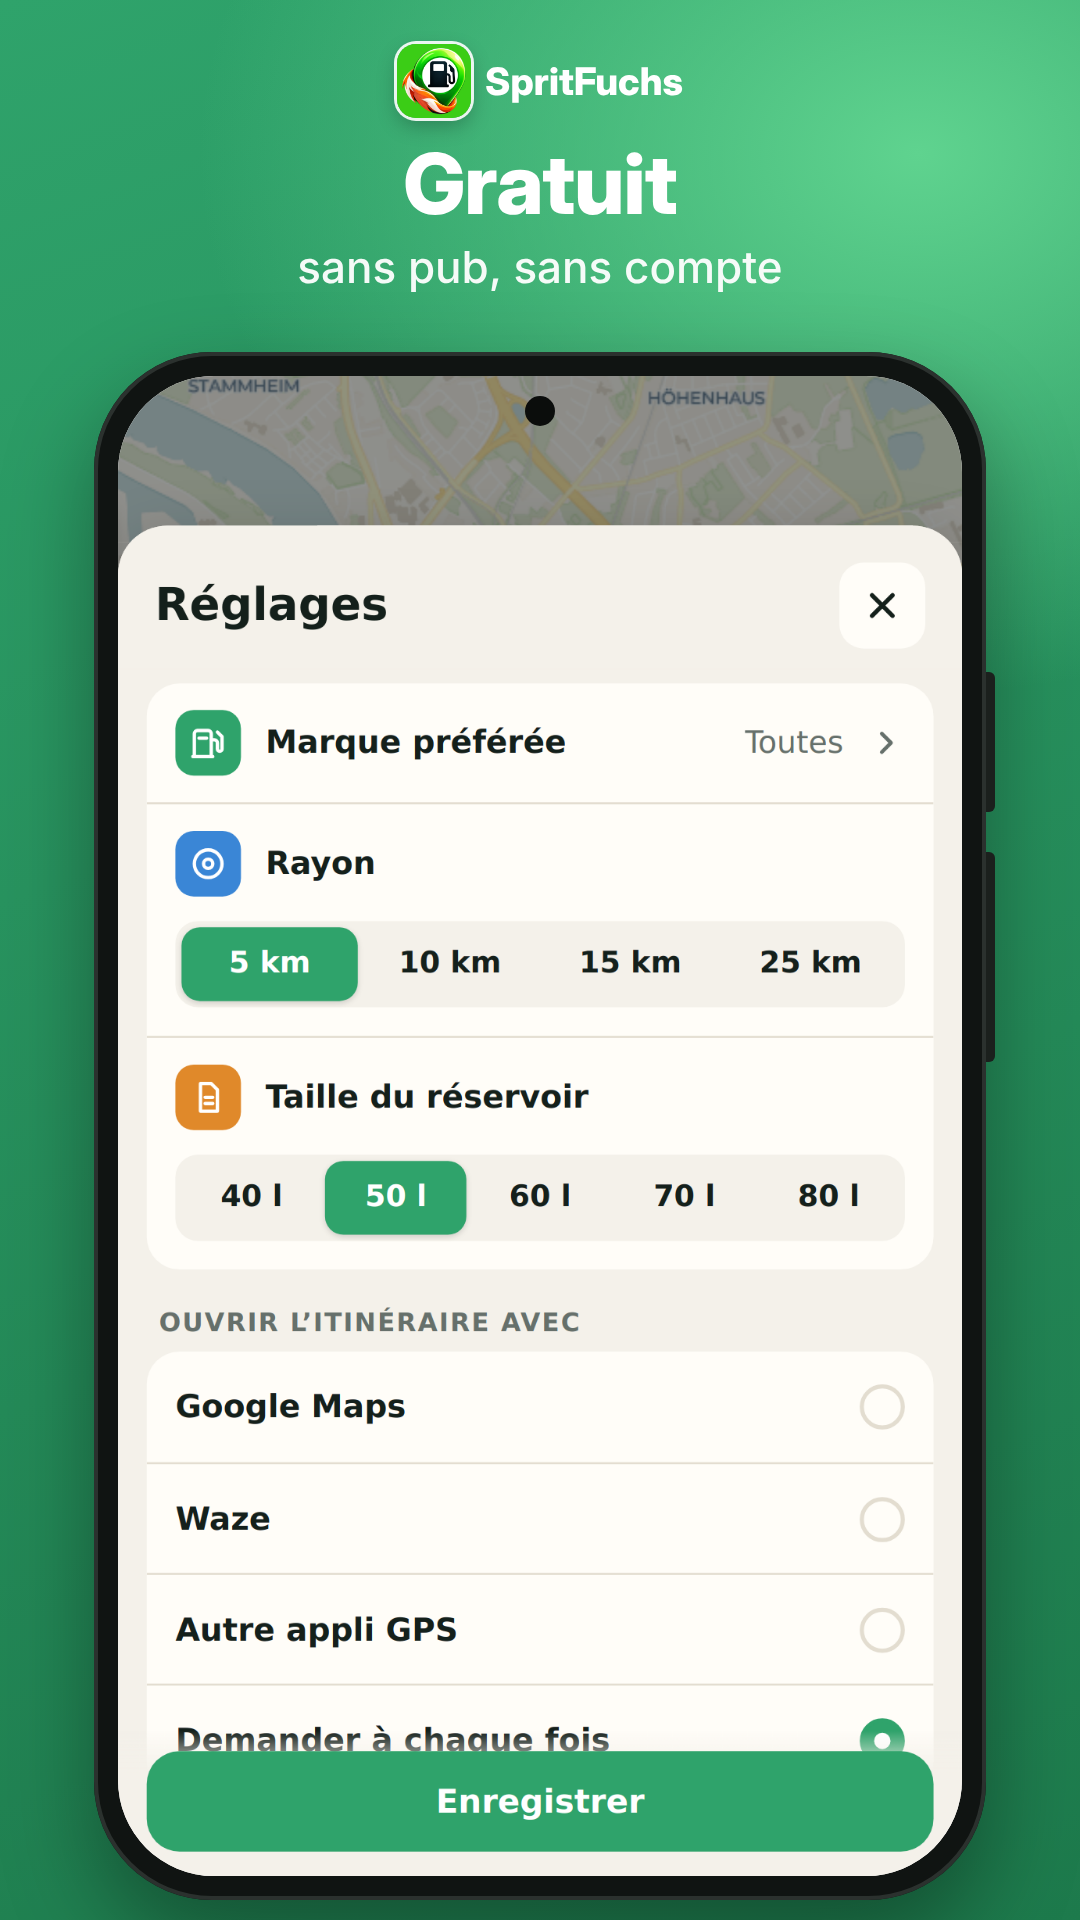 SpritFuchs
Gratuit
sans pub, sans compte
STAMMHEIM
HÖHENHAUS
Réglages
Marque préférée Toutes
Rayon
5 km 10 km 15 km 25 km
Taille du réservoir
40 l 50 l 60 l 70 l 80 l
OUVRIR L’ITINÉRAIRE AVEC
Google Maps
Waze
Autre appli GPS
Demander à chaque fois
Enregistrer